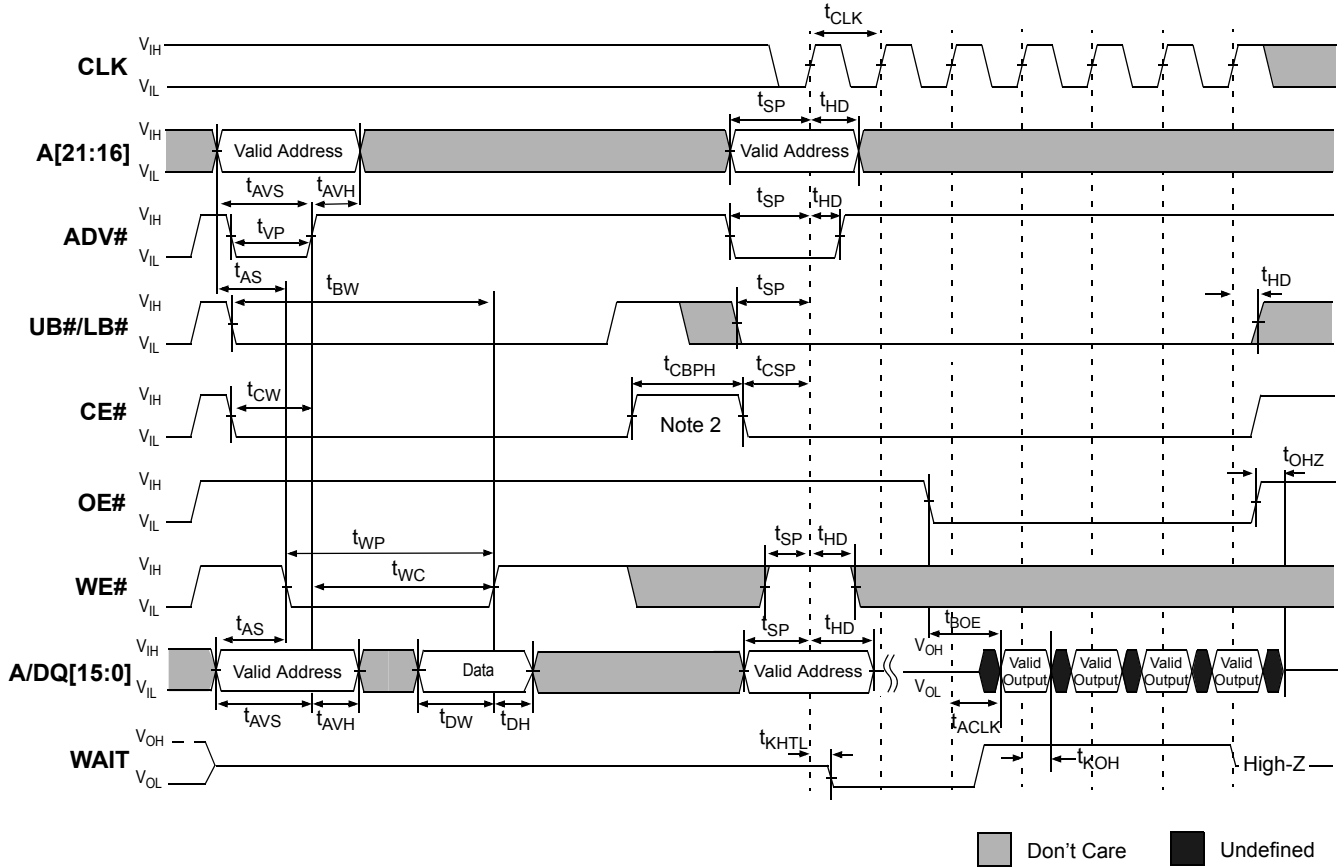 tCLK
VIH
CLK
VIL
tSP tHD
VIH
A[21:16] Valid Address Valid Address
VIL
tAVS tAVH
VIH tSP tHD
ADV# tVP
VIL
tAS tBW tHD
VIH tSP
UB#/LB#
VIL
tCBPH tCSP
VIH tCW
CE# Note 2
VIL
tOHZ
VIH
OE#
VIL
tWP tSP tHD
VIH
WE# tWC
VIL
tAS tSP tHD tBOE
VIH VOH
A/DQ[15:0] Valid Address Data Valid Address Valid Output Valid Output Valid Output Valid Output
VIL VOL
tAVS tAVH tDW tDH tACLK
VOH tKHTL
WAIT tKOH High-Z
VOL
Don't Care Undefined